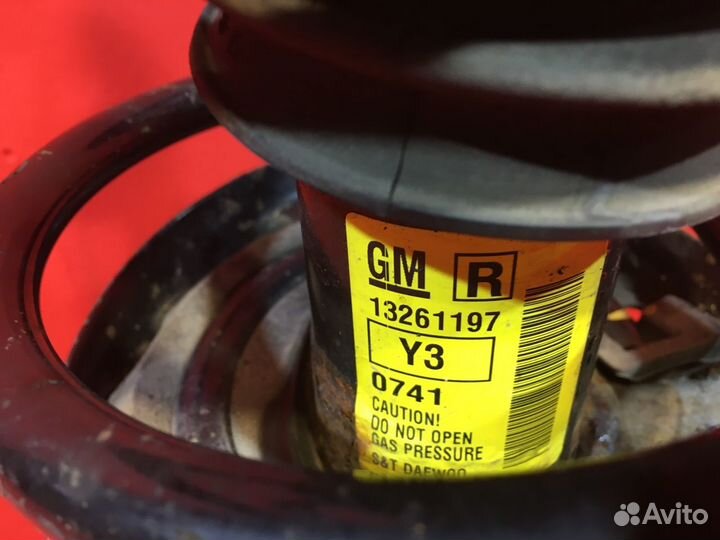 GM R
13261197
Y3
0741
CAUTION!
DO NOT OPEN
GAS PRESSURE
S&T DAEWOO
Avito